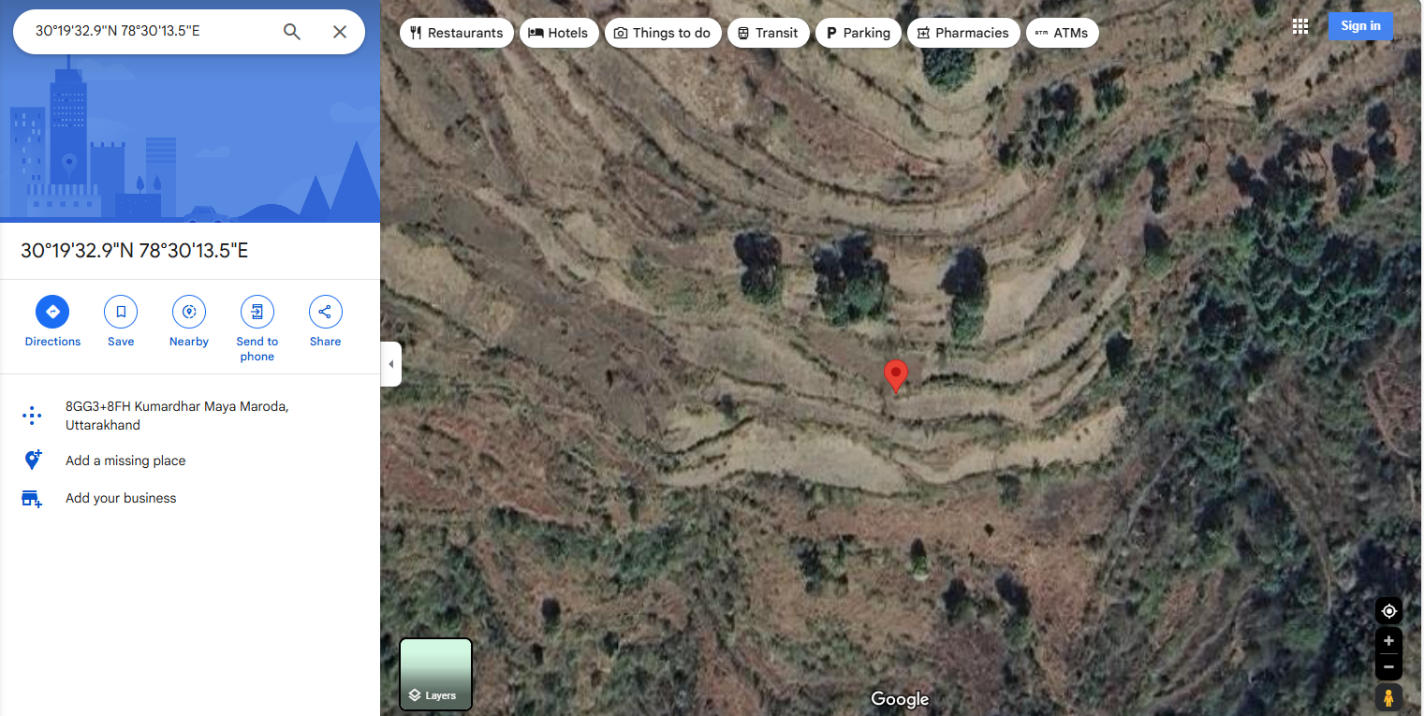 30°19'32.9"N 78°30'13.5"E
Restaurants
Hotels
Things to do
Transit
Parking
Pharmacies
ATM ATMs
Sign in
30°19'32.9"N 78°30'13.5"E
Directions
Save
Nearby
Send to
phone
Share
8GG3+8FH Kumardhar Maya Maroda,
Uttarakhand
Add a missing place
Add your business
Layers
Google